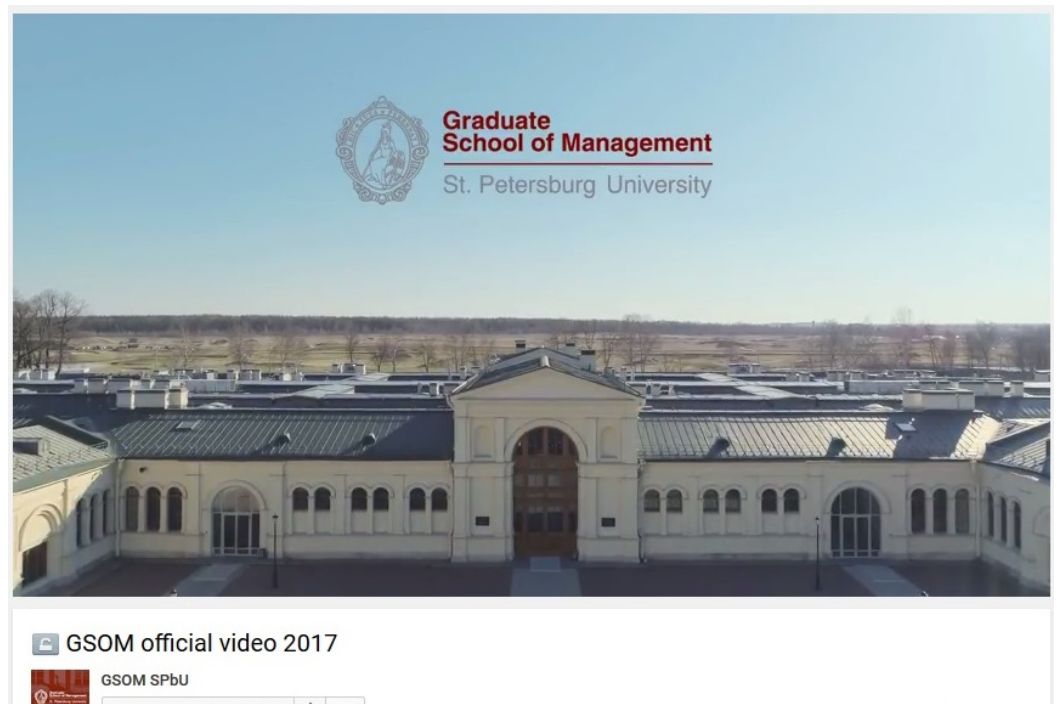 Graduate
School of Management
St. Petersburg University
GSOM official video 2017
GSOM SPbU